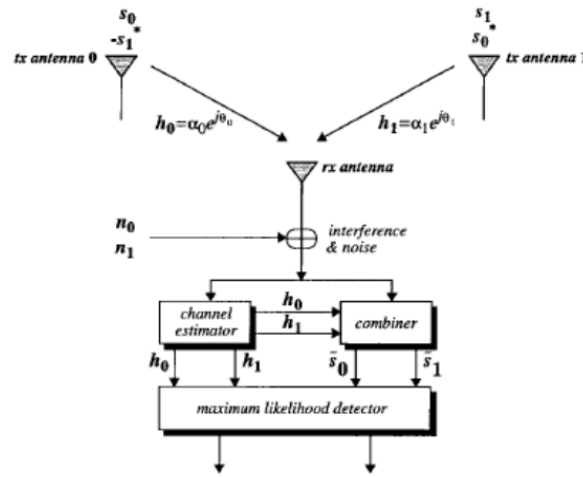 s₀
-s₁*
tx antenna 0
s₁
s₀*
tx antenna 1
h₀=α₀e^jθ₀
h₁=α₁e^jθ₁
rx antenna
n₀
n₁
interference
& noise
channel
estimator
h₀
h₁
combiner
h₀
h₁
s̃₀
s̃₁
maximum likelihood detector